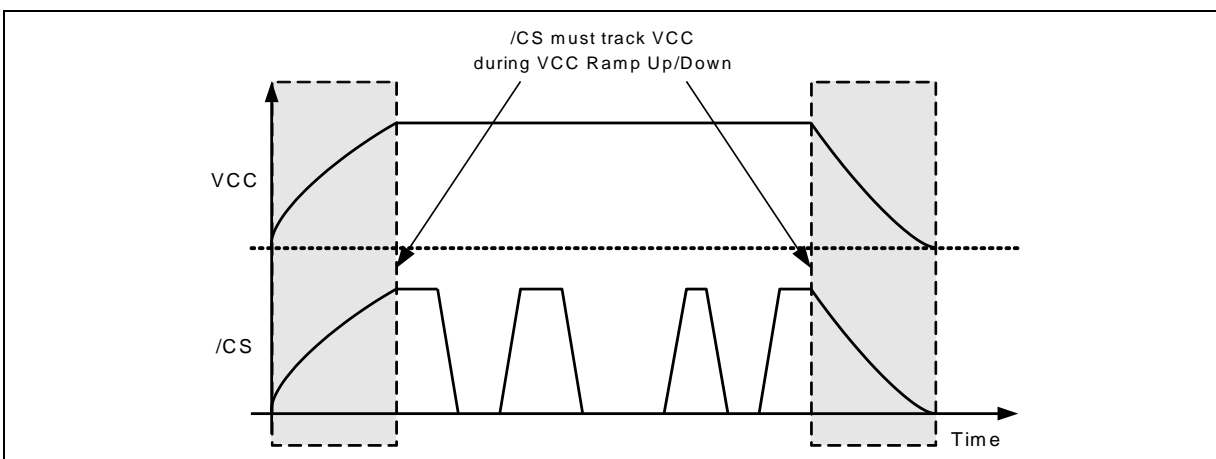 /CS must track VCC
during VCC Ramp Up/Down
VCC
/CS
Time